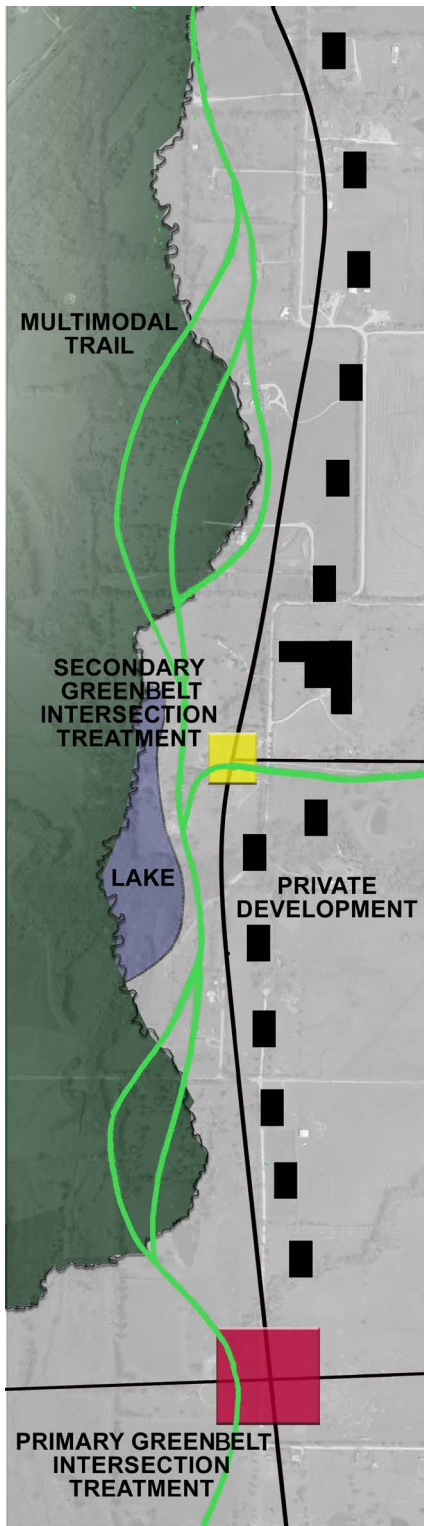 MULTIMODAL
TRAIL
SECONDARY
GREENBELT
INTERSECTION
TREATMENT
LAKE
PRIVATE
DEVELOPMENT
PRIMARY GREENBELT
INTERSECTION
TREATMENT